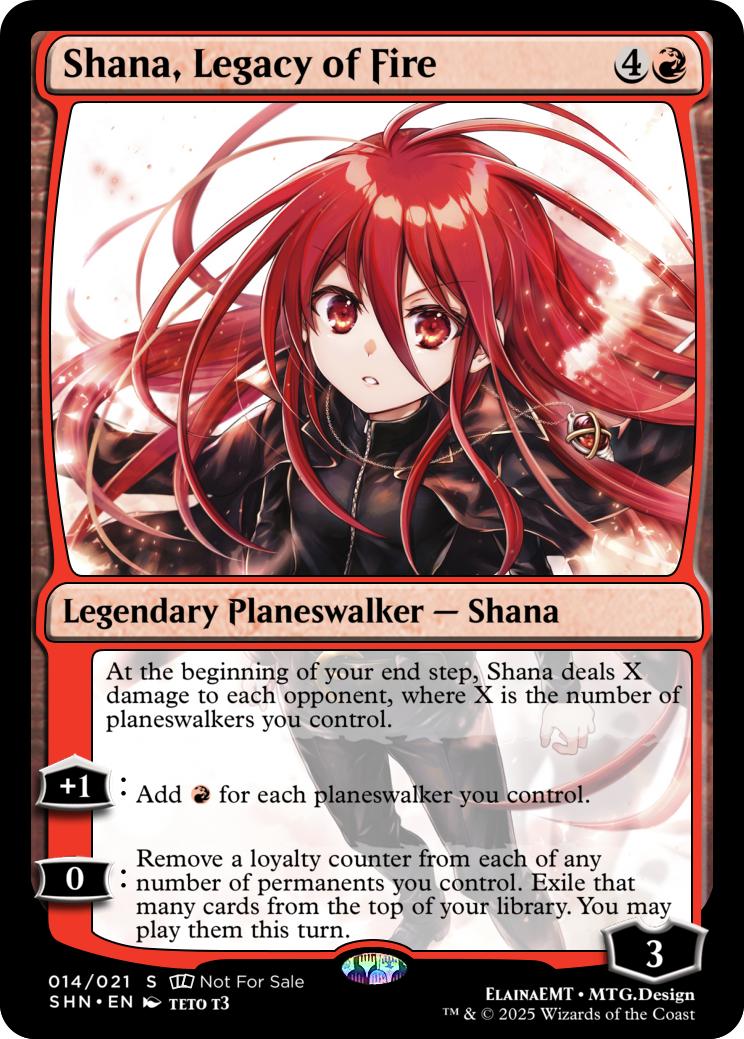 Shana, Legacy of Fire 4
Legendary Planeswalker — Shana
At the beginning of your end step, Shana deals X
damage to each opponent, where X is the number of
planeswalkers you control.
+1 : Add for each planeswalker you control.
0 : Remove a loyalty counter from each of any
number of permanents you control. Exile that
many cards from the top of your library. You may
play them this turn.
3
014/021 S Not For Sale
SHN • EN TETO T3
ElainaEMT • MTG.Design
™ & © 2025 Wizards of the Coast